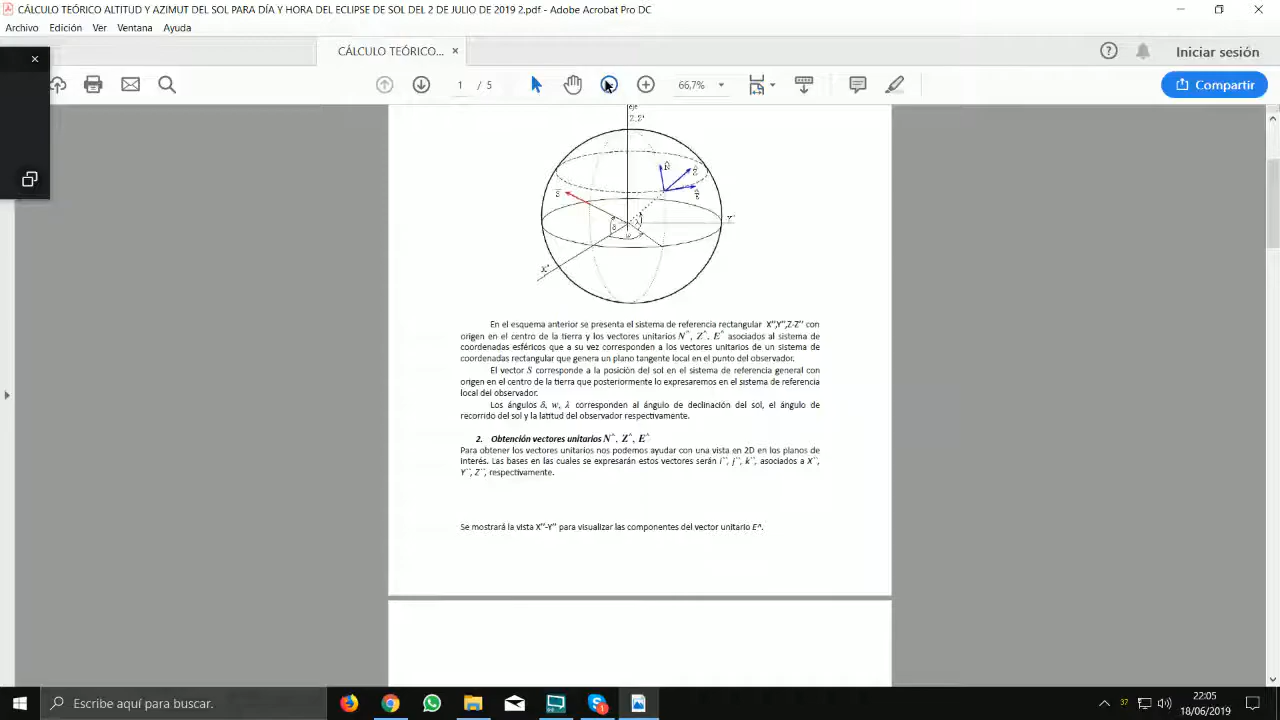 CÁLCULO TEÓRICO ALTITUD Y AZIMUT DEL SOL PARA DÍA Y HORA DEL ECLIPSE DE SOL DEL 2 DE JULIO DE 2019 2.pdf - Adobe Acrobat Pro DC
Archivo Edición Ver Ventana Ayuda
CÁLCULO TEÓRICO... ×
Iniciar sesión
1 / 5 66,7%
Compartir
eje
Z, Z'
N
S
Y'
δ
λ
w
X''
En el esquema anterior se presenta el sistema de referencia rectangular X'',Y'',Z-Z'' con
origen en el centro de la tierra y los vectores unitarios N^, Z^, E^ asociados al sistema de
coordenadas esféricos que a su vez corresponden a los vectores unitarios de un sistema de
coordenadas rectangular que genera un plano tangente local en el punto del observador.
El vector S corresponde a la posición del sol en el sistema de referencia general con
origen en el centro de la tierra que posteriormente lo expresaremos en el sistema de referencia
local del observador.
Los ángulos δ, w, λ corresponden al ángulo de declinación del sol, el ángulo de
recorrido del sol y la latitud del observador respectivamente.
2. Obtención vectores unitarios N^, Z^, E^
Para obtener los vectores unitarios nos podemos ayudar con una vista en 2D en los planos de
interés. Las bases en las cuales se expresarán estos vectores serán i´´, j´´, k´´, asociados a X´´,
Y´´, Z´´, respectivamente.
Se mostrará la vista X''-Y'' para visualizar las componentes del vector unitario E^.
Escribe aquí para buscar.
37
22:05
18/06/2019